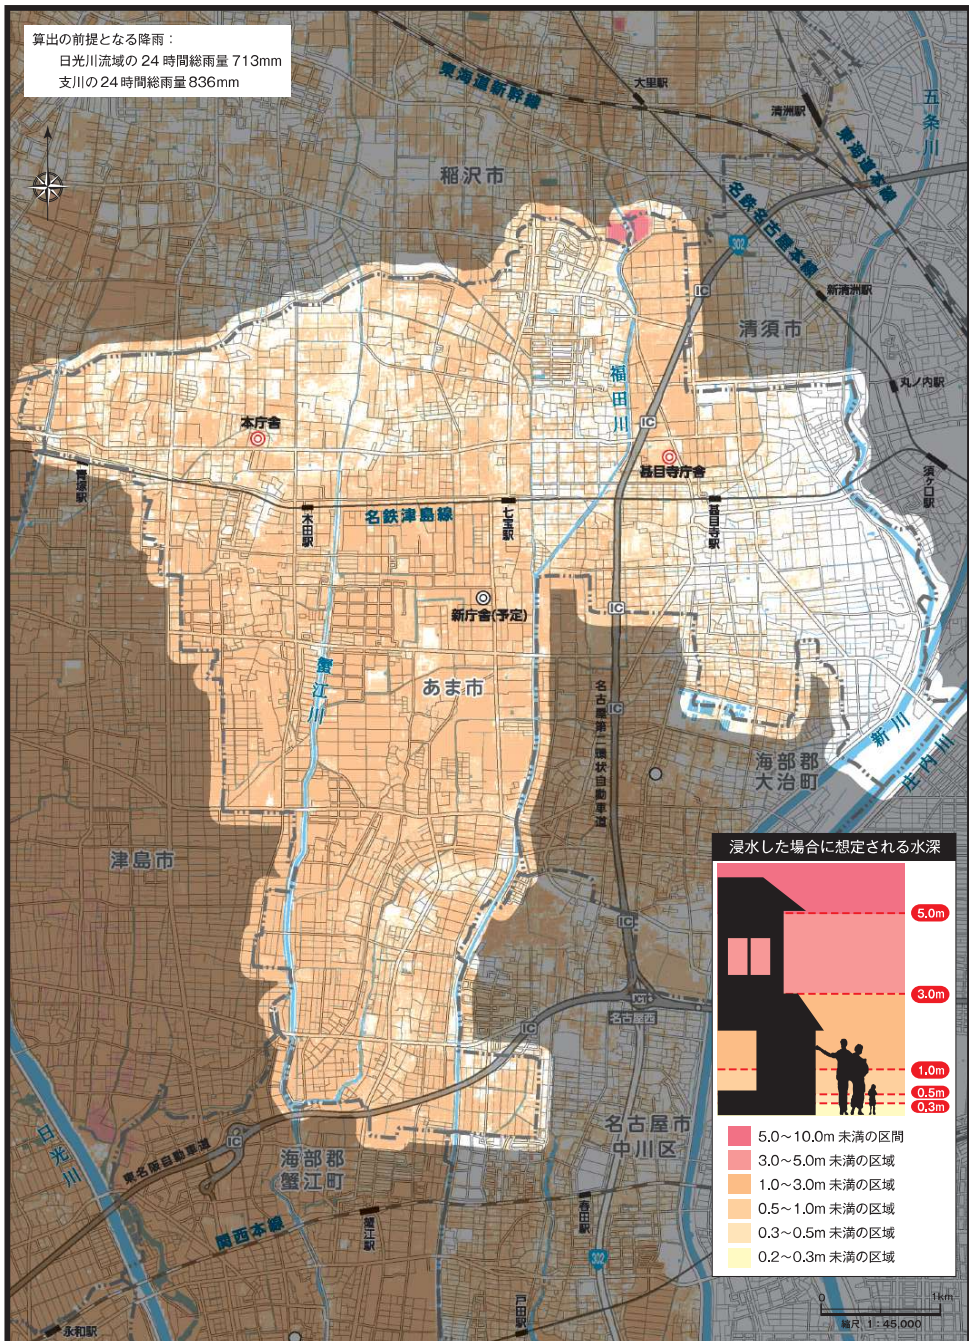 算出の前提となる降雨：
日光川流域の24時間総雨量713mm
支川の24時間総雨量836mm
東海道新幹線
大里駅
清洲駅
五条川
東海道本線
稲沢市
名鉄名古屋本線
302
IC
新清洲駅
清須市
福田川
丸ノ内駅
本庁舎
IC
甚目寺庁舎
須ケ口駅
青塚駅
木田駅
名鉄津島線
七宝駅
甚目寺駅
新庁舎(予定)
IC
蟹江川
あま市
名古屋第二環状自動車道
IC
新川
庄内川
海部郡
大治町
津島市
浸水した場合に想定される水深
5.0m
3.0m
1.0m
0.5m
0.3m
5.0～10.0m未満の区間
3.0～5.0m未満の区域
1.0～3.0m未満の区域
0.5～1.0m未満の区域
0.3～0.5m未満の区域
0.2～0.3m未満の区域
IC
JCT
名古屋西
IC
日光川
東名阪自動車道
IC
海部郡
蟹江町
名古屋市
中川区
関西本線
蟹江駅
春田駅
302
戸田駅
永和駅
0
1km
縮尺 1：45,000